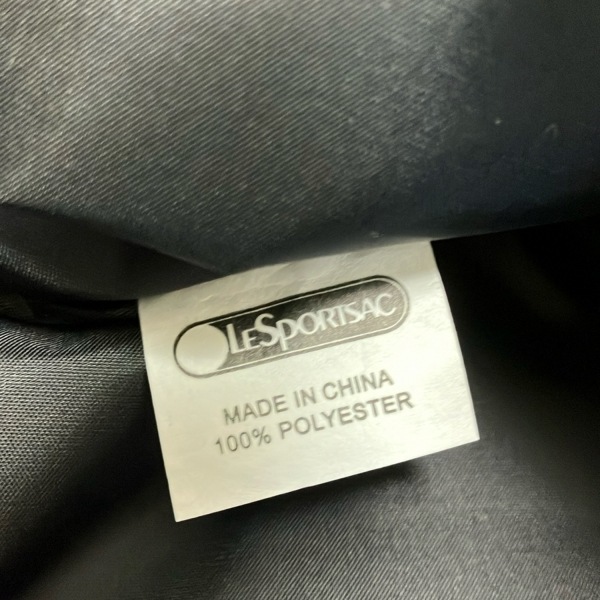 LESPORTSAC
MADE IN CHINA
100% POLYESTER